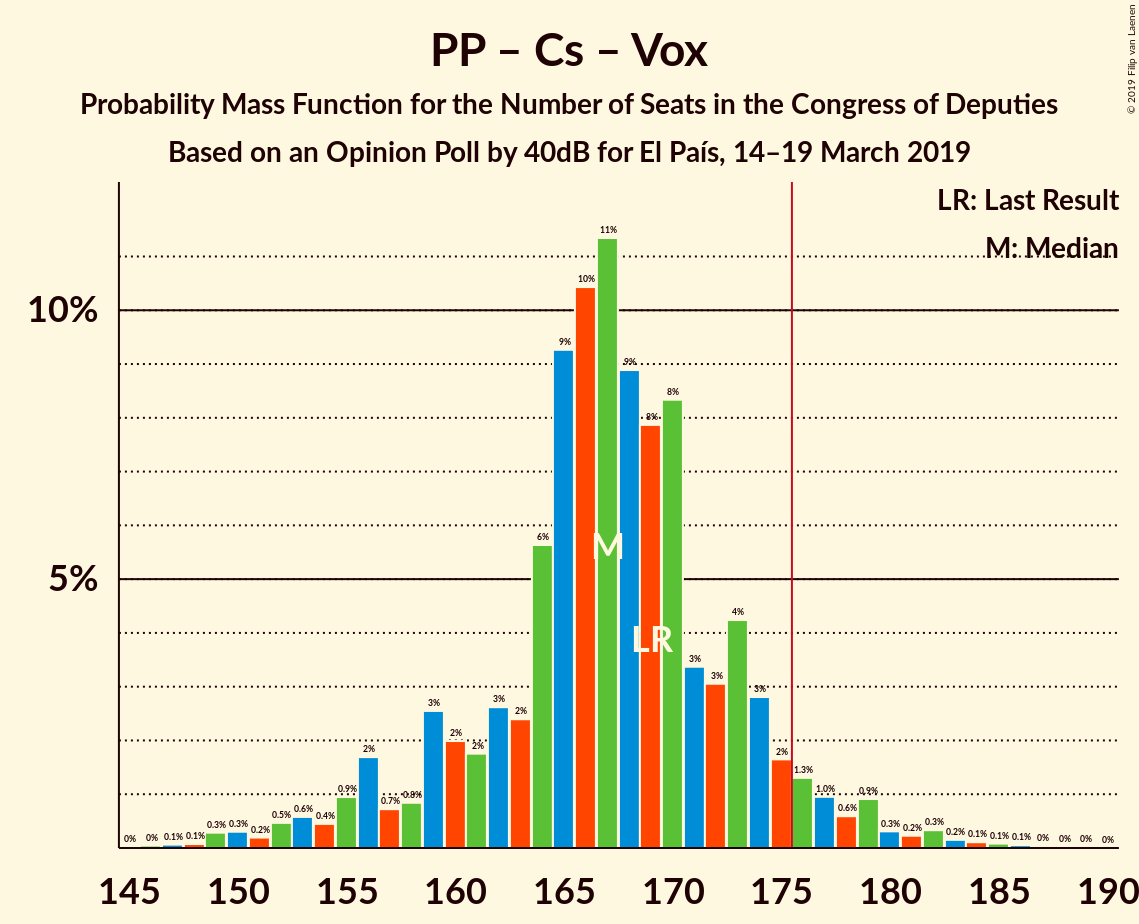 PP – Cs – Vox
Probability Mass Function for the Number of Seats in the Congress of Deputies
Based on an Opinion Poll by 40dB for El País, 14–19 March 2019
© 2019 Filip van Laenen
LR: Last Result
M: Median
10%
5%
0% 0% 0.1% 0.1% 0.3% 0.3% 0.2% 0.5% 0.6% 0.4% 0.9% 2% 0.7% 0.8% 3% 2% 2% 3% 2% 6% 9% 10% 11% 9% 8% 8% 3% 3% 4% 3% 2% 1.3% 1.0% 0.6% 0.9% 0.3% 0.2% 0.3% 0.2% 0.1% 0.1% 0.1% 0% 0% 0% 0%
M
LR
145 150 155 160 165 170 175 180 185 190